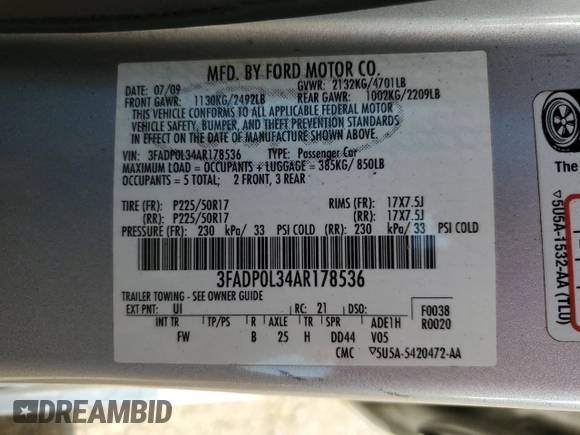 MFD. BY FORD MOTOR CO.
DATE: 07/09 GVWR: 2132KG/4701LB
FRONT GAWR: 1130KG/2492LB REAR GAWR: 1002KG/2209LB
THIS VEHICLE CONFORMS TO ALL APPLICABLE FEDERAL MOTOR
VEHICLE SAFETY, BUMPER, AND THEFT PREVENTION STANDARDS
IN EFFECT ON THE DATE OF MANUFACTURE SHOWN ABOVE.
VIN: 3FADP0L34AR178536 TYPE: Passenger Car
MAXIMUM LOAD = OCCUPANTS + LUGGAGE = 385KG/ 850LB
OCCUPANTS = 5 TOTAL; 2 FRONT, 3 REAR
TIRE (FR): P225/50R17 RIMS (FR): 17X7.5J
(RR): P225/50R17 (RR): 17X7.5J
PRESSURE (FR): 230 kPa/ 33 PSI COLD (RR): 230 kPa/ 33 PSI COLD
3FADP0L34AR178536
TRAILER TOWING - SEE OWNER GUIDE
EXT PNT: UI RC: 21 DSO: F0038
INT TR TP/PS R AXLE TR SPR ADE1H R0020
FW B 25 H DD44 V05
CMC ▽5U5A-5420472-AA
The
▽5U5A-1532-AA (TL0)
DREAMBID